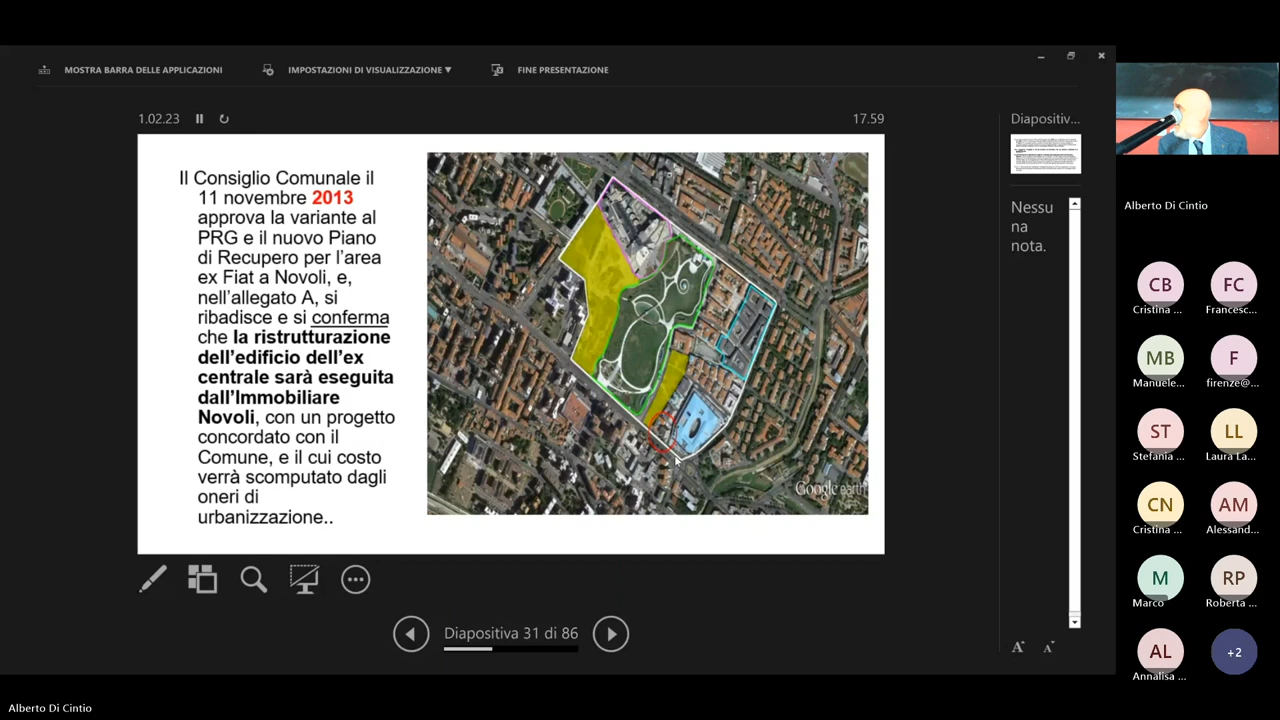 MOSTRA BARRA DELLE APPLICAZIONI
IMPOSTAZIONI DI VISUALIZZAZIONE ▼
FINE PRESENTAZIONE
1.02.23
17.59
Il Consiglio Comunale il
11 novembre 2013
approva la variante al
PRG e il nuovo Piano
di Recupero per l'area
ex Fiat a Novoli, e,
nell'allegato A, si
ribadisce e si conferma
che la ristrutturazione
dell'edificio dell'ex
centrale sarà eseguita
dall'Immobiliare
Novoli, con un progetto
concordato con il
Comune, e il cui costo
verrà scomputato dagli
oneri di
urbanizzazione..
Google earth
Diapositiva 31 di 86
Diapositiv...
Nessu
na
nota.
A A
Alberto Di Cintio
CB
Cristina ...
FC
Francesc...
MB
Manuele...
F
firenze@...
ST
Stefania ...
LL
Laura La...
CN
Cristina ...
AM
Alessand...
M
Marco
RP
Roberta ...
AL
Annalisa ...
+2
Alberto Di Cintio